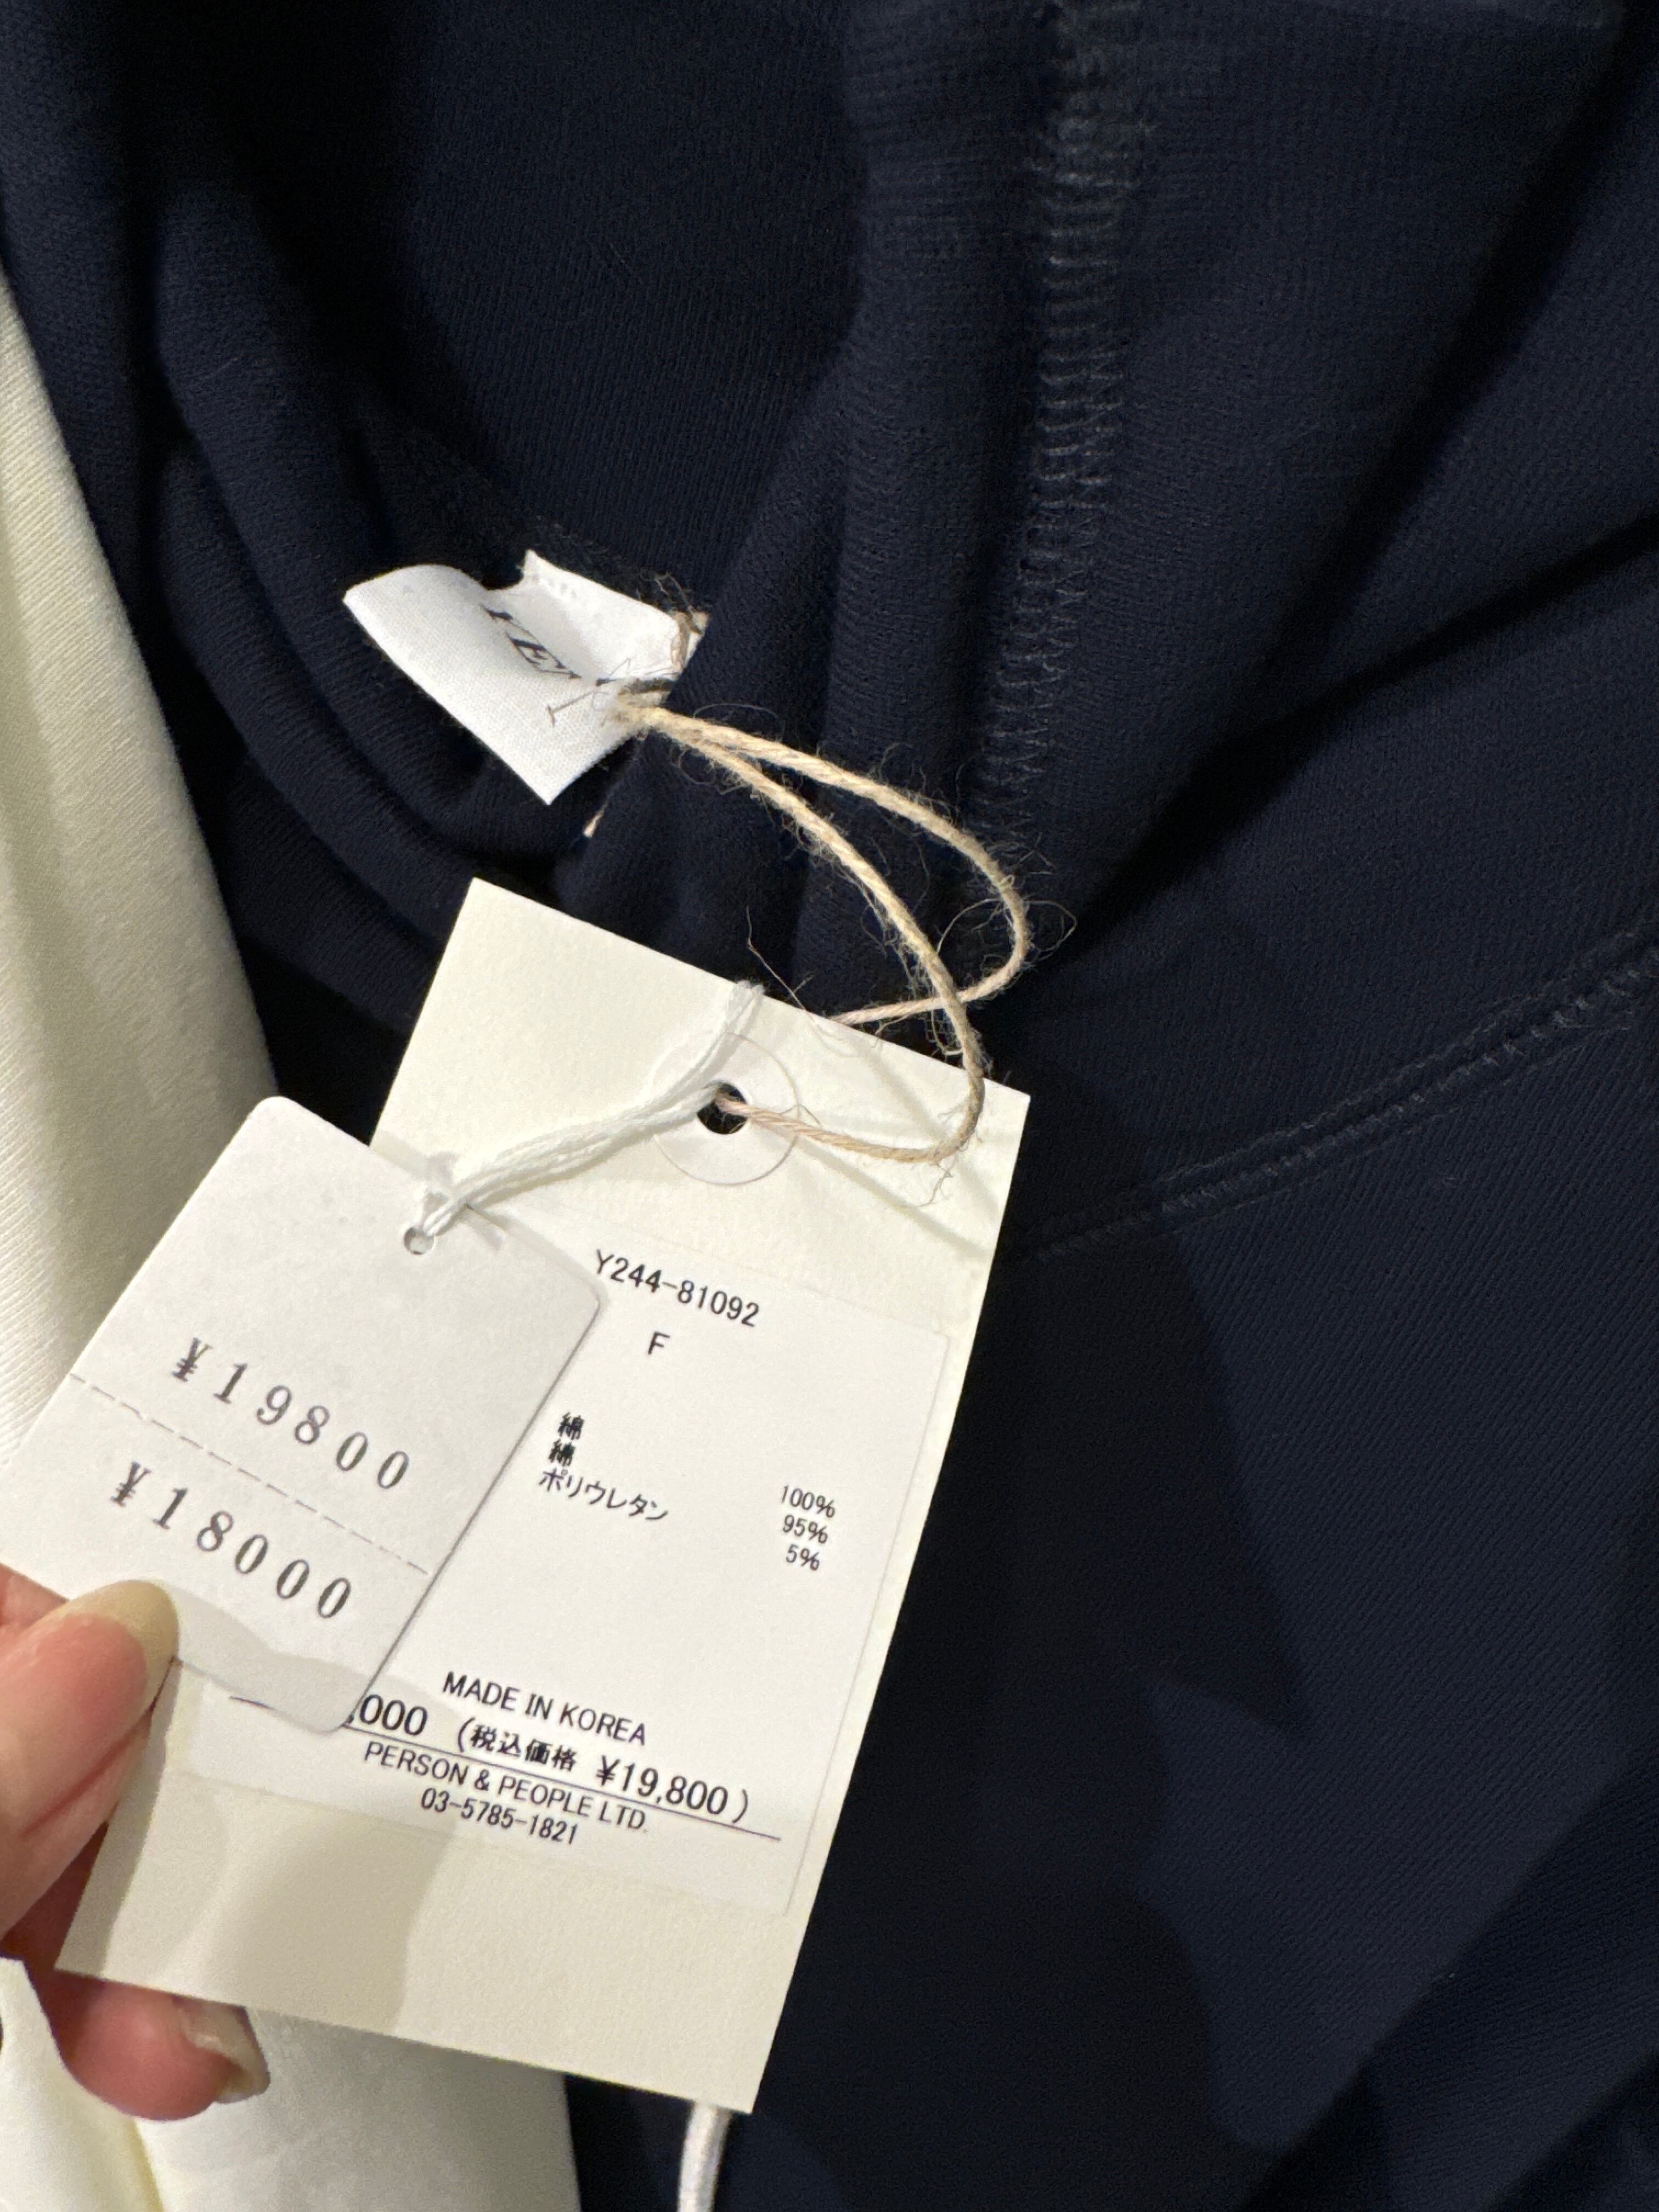 ¥19800
¥18000
Y244-81092
F
綿 100%
綿 95%
ポリウレタン 5%
MADE IN KOREA
,000 (税込価格 ¥19,800)
PERSON & PEOPLE LTD.
03-5785-1821